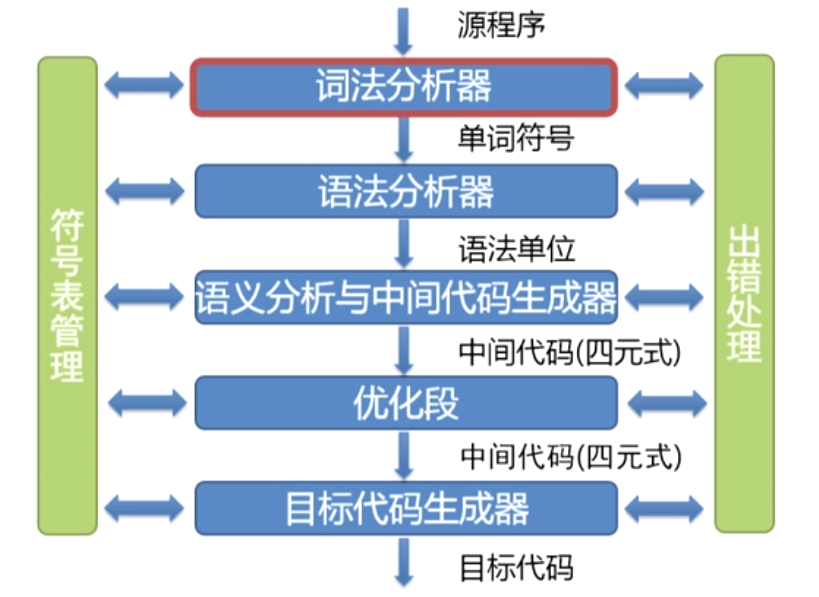 源程序
词法分析器
单词符号
语法分析器
语法单位
语义分析与中间代码生成器
中间代码(四元式)
优化段
中间代码(四元式)
目标代码生成器
目标代码
符号表管理
出错处理